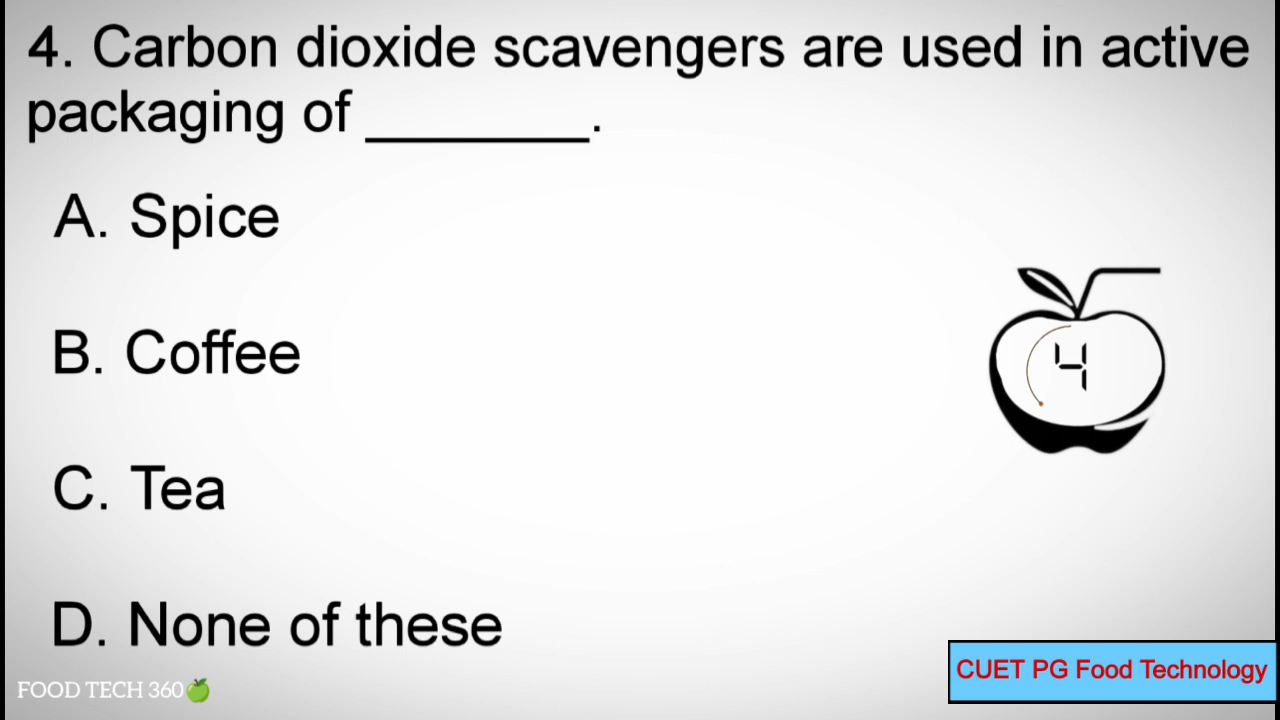 4. Carbon dioxide scavengers are used in active
packaging of ________.
A. Spice
B. Coffee
4
C. Tea
D. None of these
FOOD TECH 360
CUET PG Food Technology